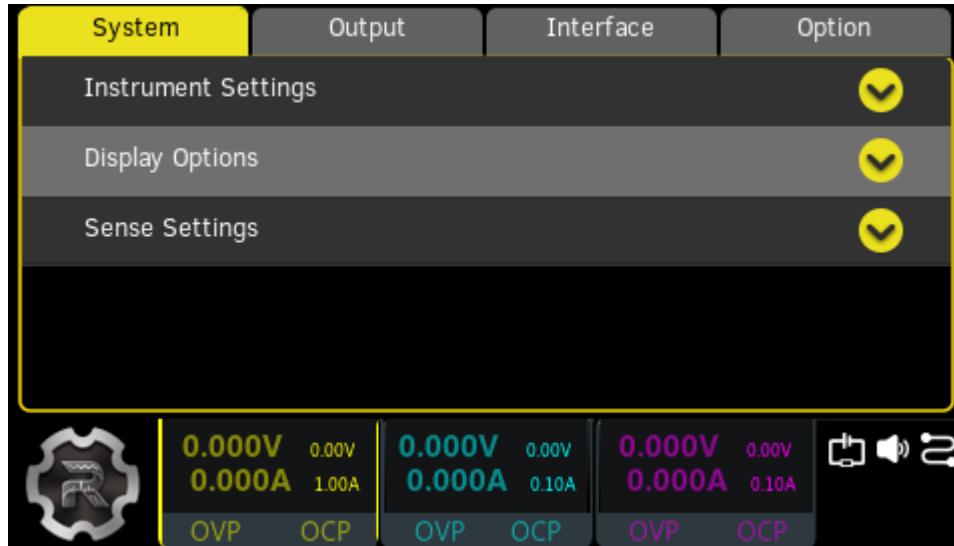 System Output Interface Option
Instrument Settings
Display Options
Sense Settings
0.000V 0.00V 0.000V 0.00V 0.000V 0.00V
0.000A 1.00A 0.000A 0.10A 0.000A 0.10A
OVP OCP OVP OCP OVP OCP
R